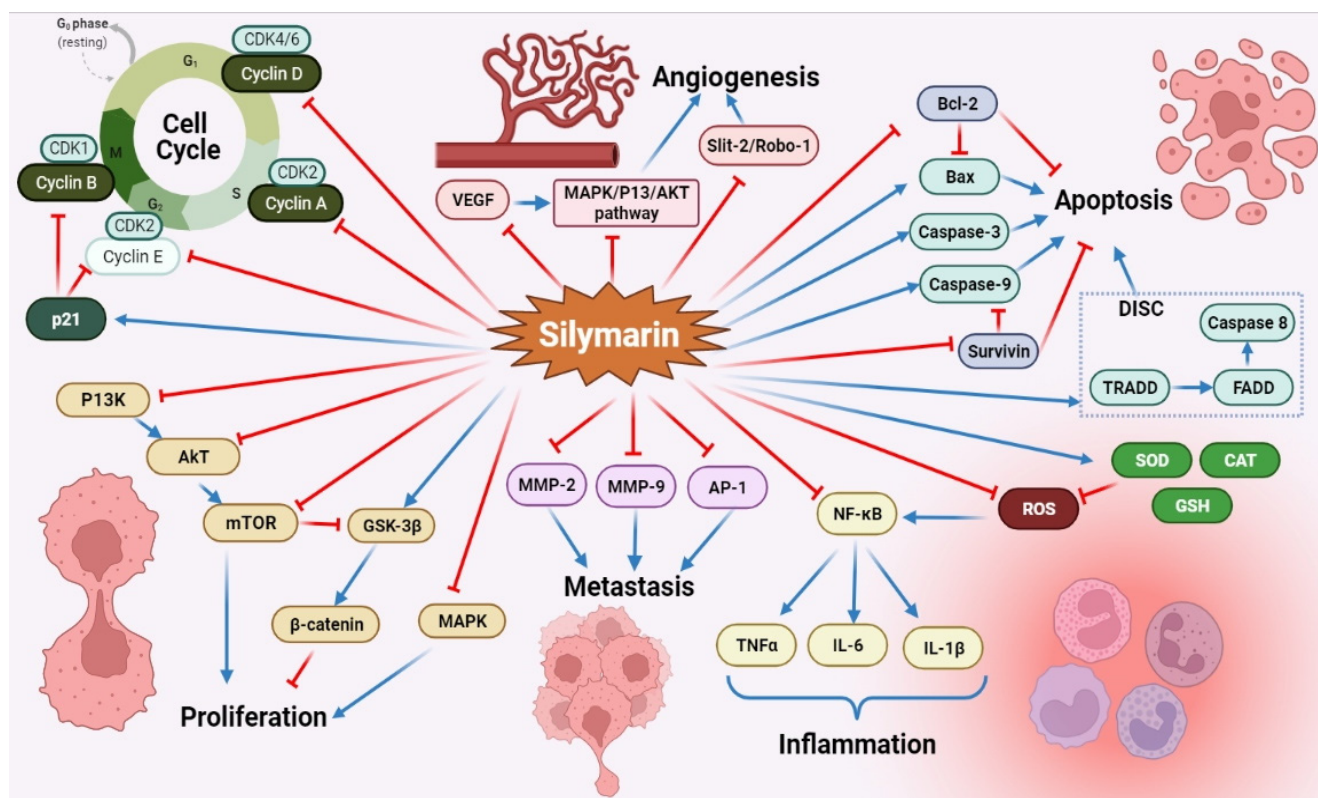 G₀ phase
(resting)
G₁
CDK4/6
Cyclin D
Cell
Cycle
CDK1
Cyclin B
M
CDK2
Cyclin A
S
G₂
CDK2
Cyclin E
p21
Angiogenesis
Slit-2/Robo-1
VEGF
MAPK/P13/AKT
pathway
Bcl-2
Bax
Apoptosis
Caspase-3
Caspase-9
Survivin
DISC
Caspase 8
TRADD
FADD
Silymarin
P13K
AkT
mTOR
GSK-3β
β-catenin
MAPK
Proliferation
MMP-2
MMP-9
AP-1
Metastasis
NF-κB
ROS
SOD
CAT
GSH
TNFα
IL-6
IL-1β
Inflammation